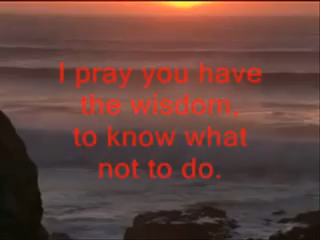 I pray you have
the wisdom,
to know what
not to do.